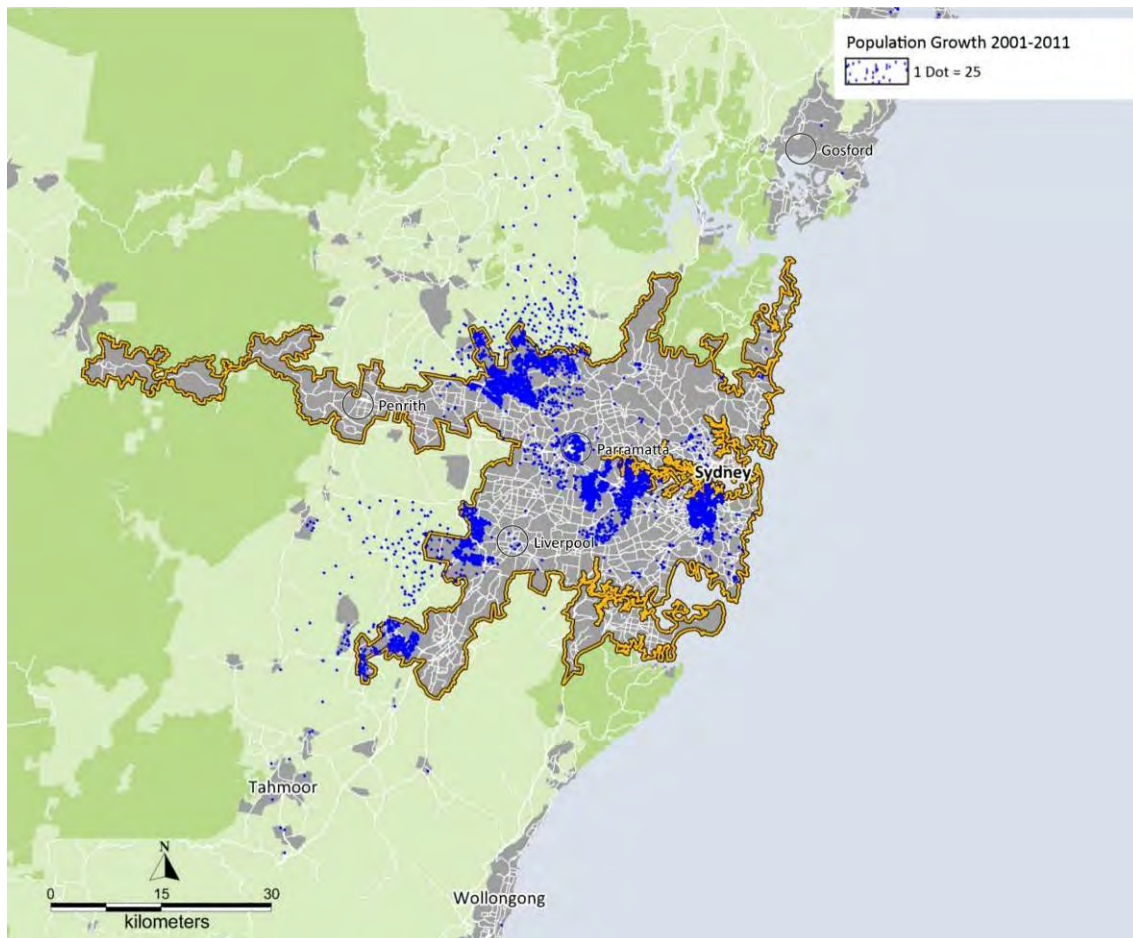 Population Growth 2001-2011
1 Dot = 25
Gosford
Penrith
Parramatta
Sydney
Liverpool
Tahmoor
N
0 15 30
kilometers
Wollongong